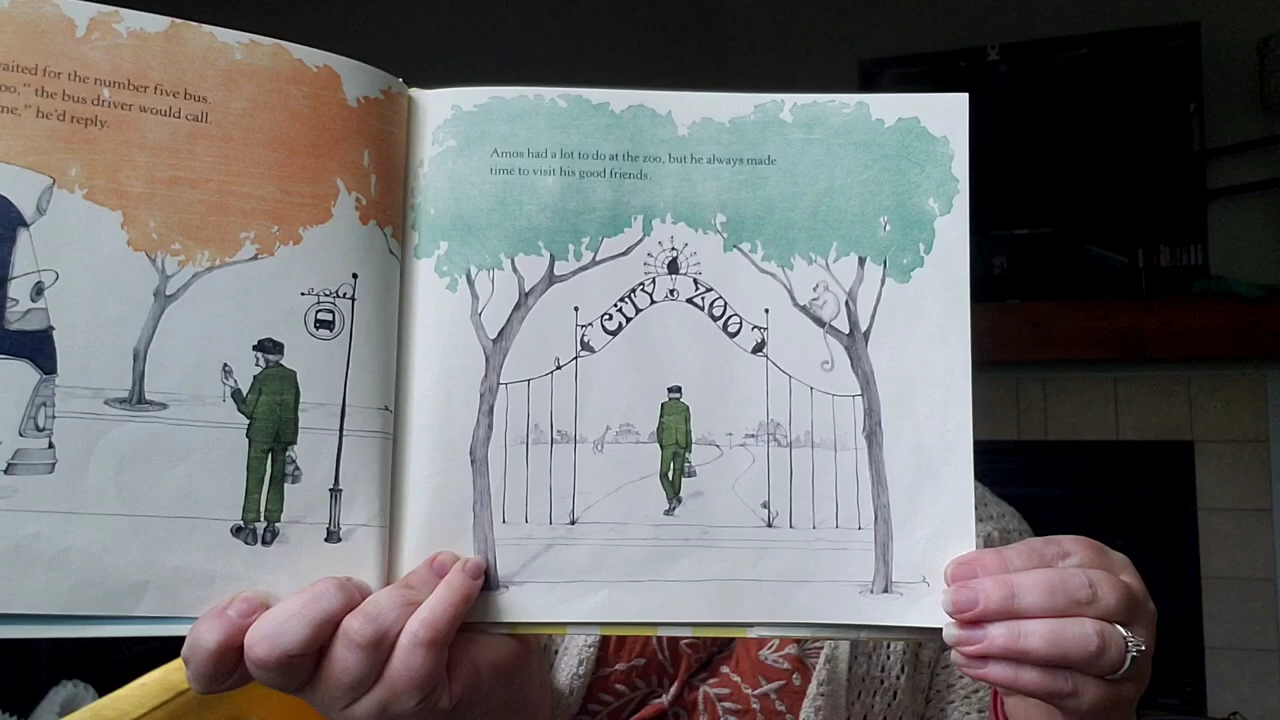 aited for the number five bus.
oo," the bus driver would call.
me," he'd reply.
Amos had a lot to do at the zoo, but he always made
time to visit his good friends.
CiTY ZOO